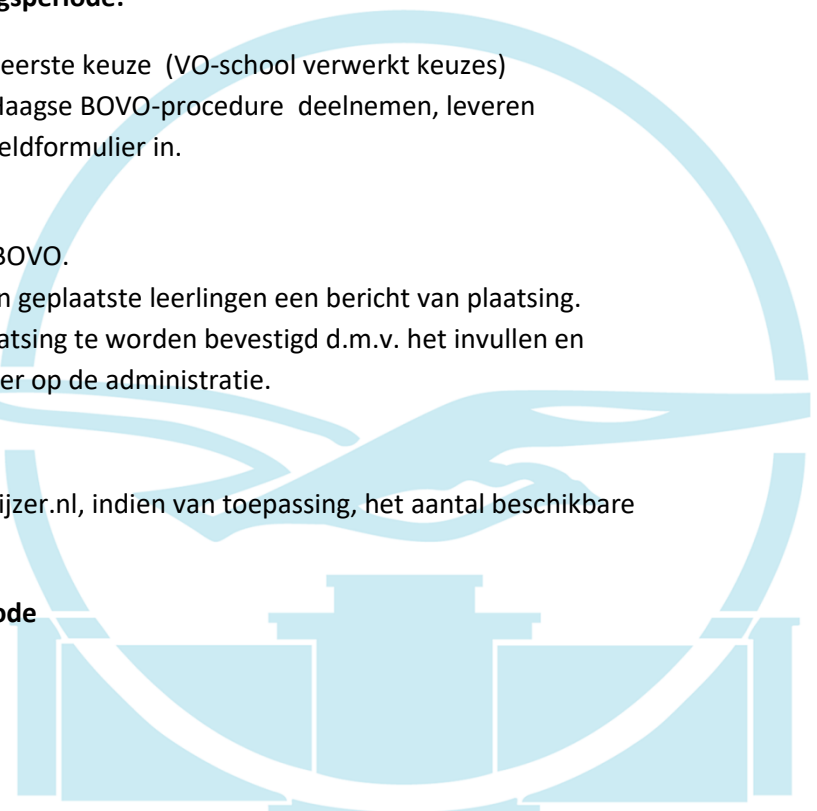 gsperiode:
eerste keuze (VO-school verwerkt keuzes)
Haagse BOVO-procedure deelnemen, leveren
eldformulier in.
BOVO.
n geplaatste leerlingen een bericht van plaatsing.
atsing te worden bevestigd d.m.v. het invullen en
er op de administratie.
ijzer.nl, indien van toepassing, het aantal beschikbare
ode